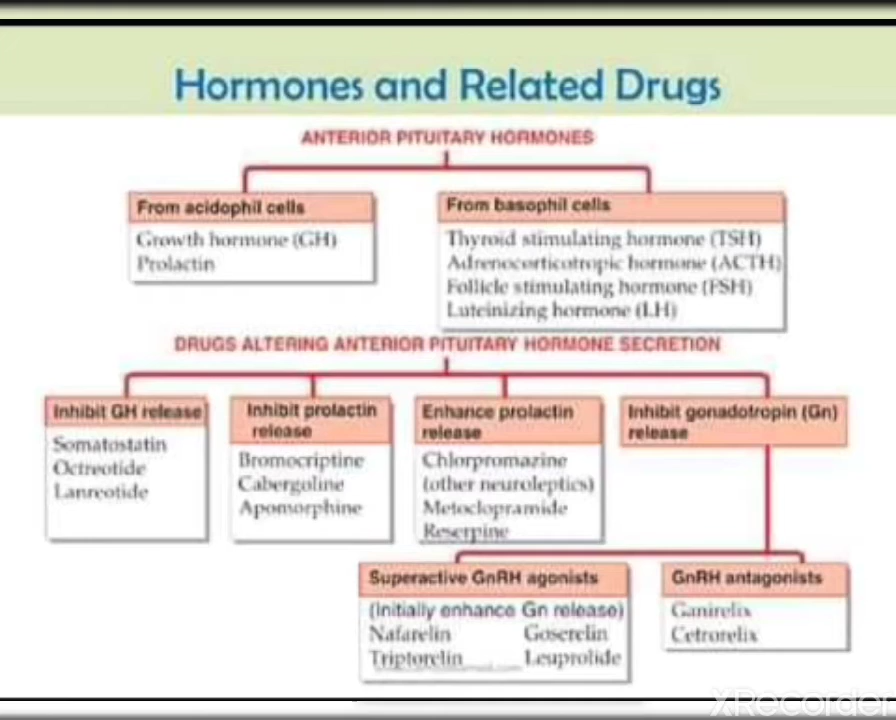 Hormones and Related Drugs
ANTERIOR PITUITARY HORMONES
From acidophil cells
Growth hormone (GH)
Prolactin
From basophil cells
Thyroid stimulating hormone (TSH)
Adrenocorticotropic hormone (ACTH)
Follicle stimulating hormone (FSH)
Luteinizing hormone (LH)
DRUGS ALTERING ANTERIOR PITUITARY HORMONE SECRETION
Inhibit GH release
Somatostatin
Octreotide
Lanreotide
Inhibit prolactin
release
Bromocriptine
Cabergoline
Apomorphine
Enhance prolactin
release
Chlorpromazine
(other neuroleptics)
Metoclopramide
Reserpine
Inhibit gonadotropin (Gn)
release
Superactive GnRH agonists
(Initially enhance Gn release)
Nafarelin Goserelin
Triptorelin Leuprolide
GnRH antagonists
Ganirelix
Cetrorelix
XRecorder